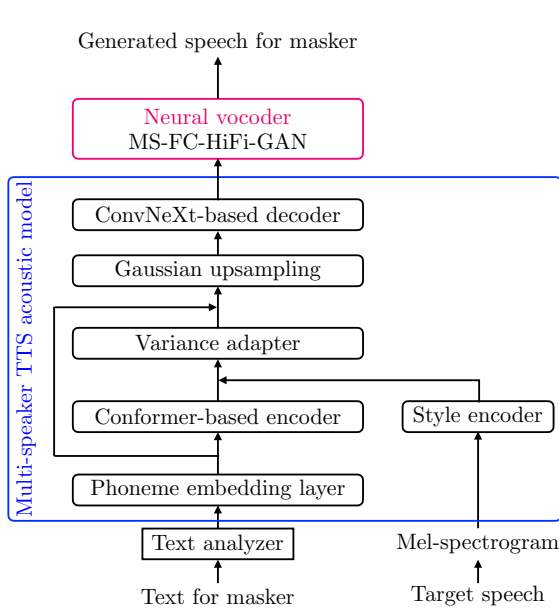 Generated speech for masker
Neural vocoder
MS-FC-HiFi-GAN
Multi-speaker TTS acoustic model
ConvNeXt-based decoder
Gaussian upsampling
Variance adapter
Conformer-based encoder
Style encoder
Phoneme embedding layer
Text analyzer
Mel-spectrogram
Text for masker
Target speech